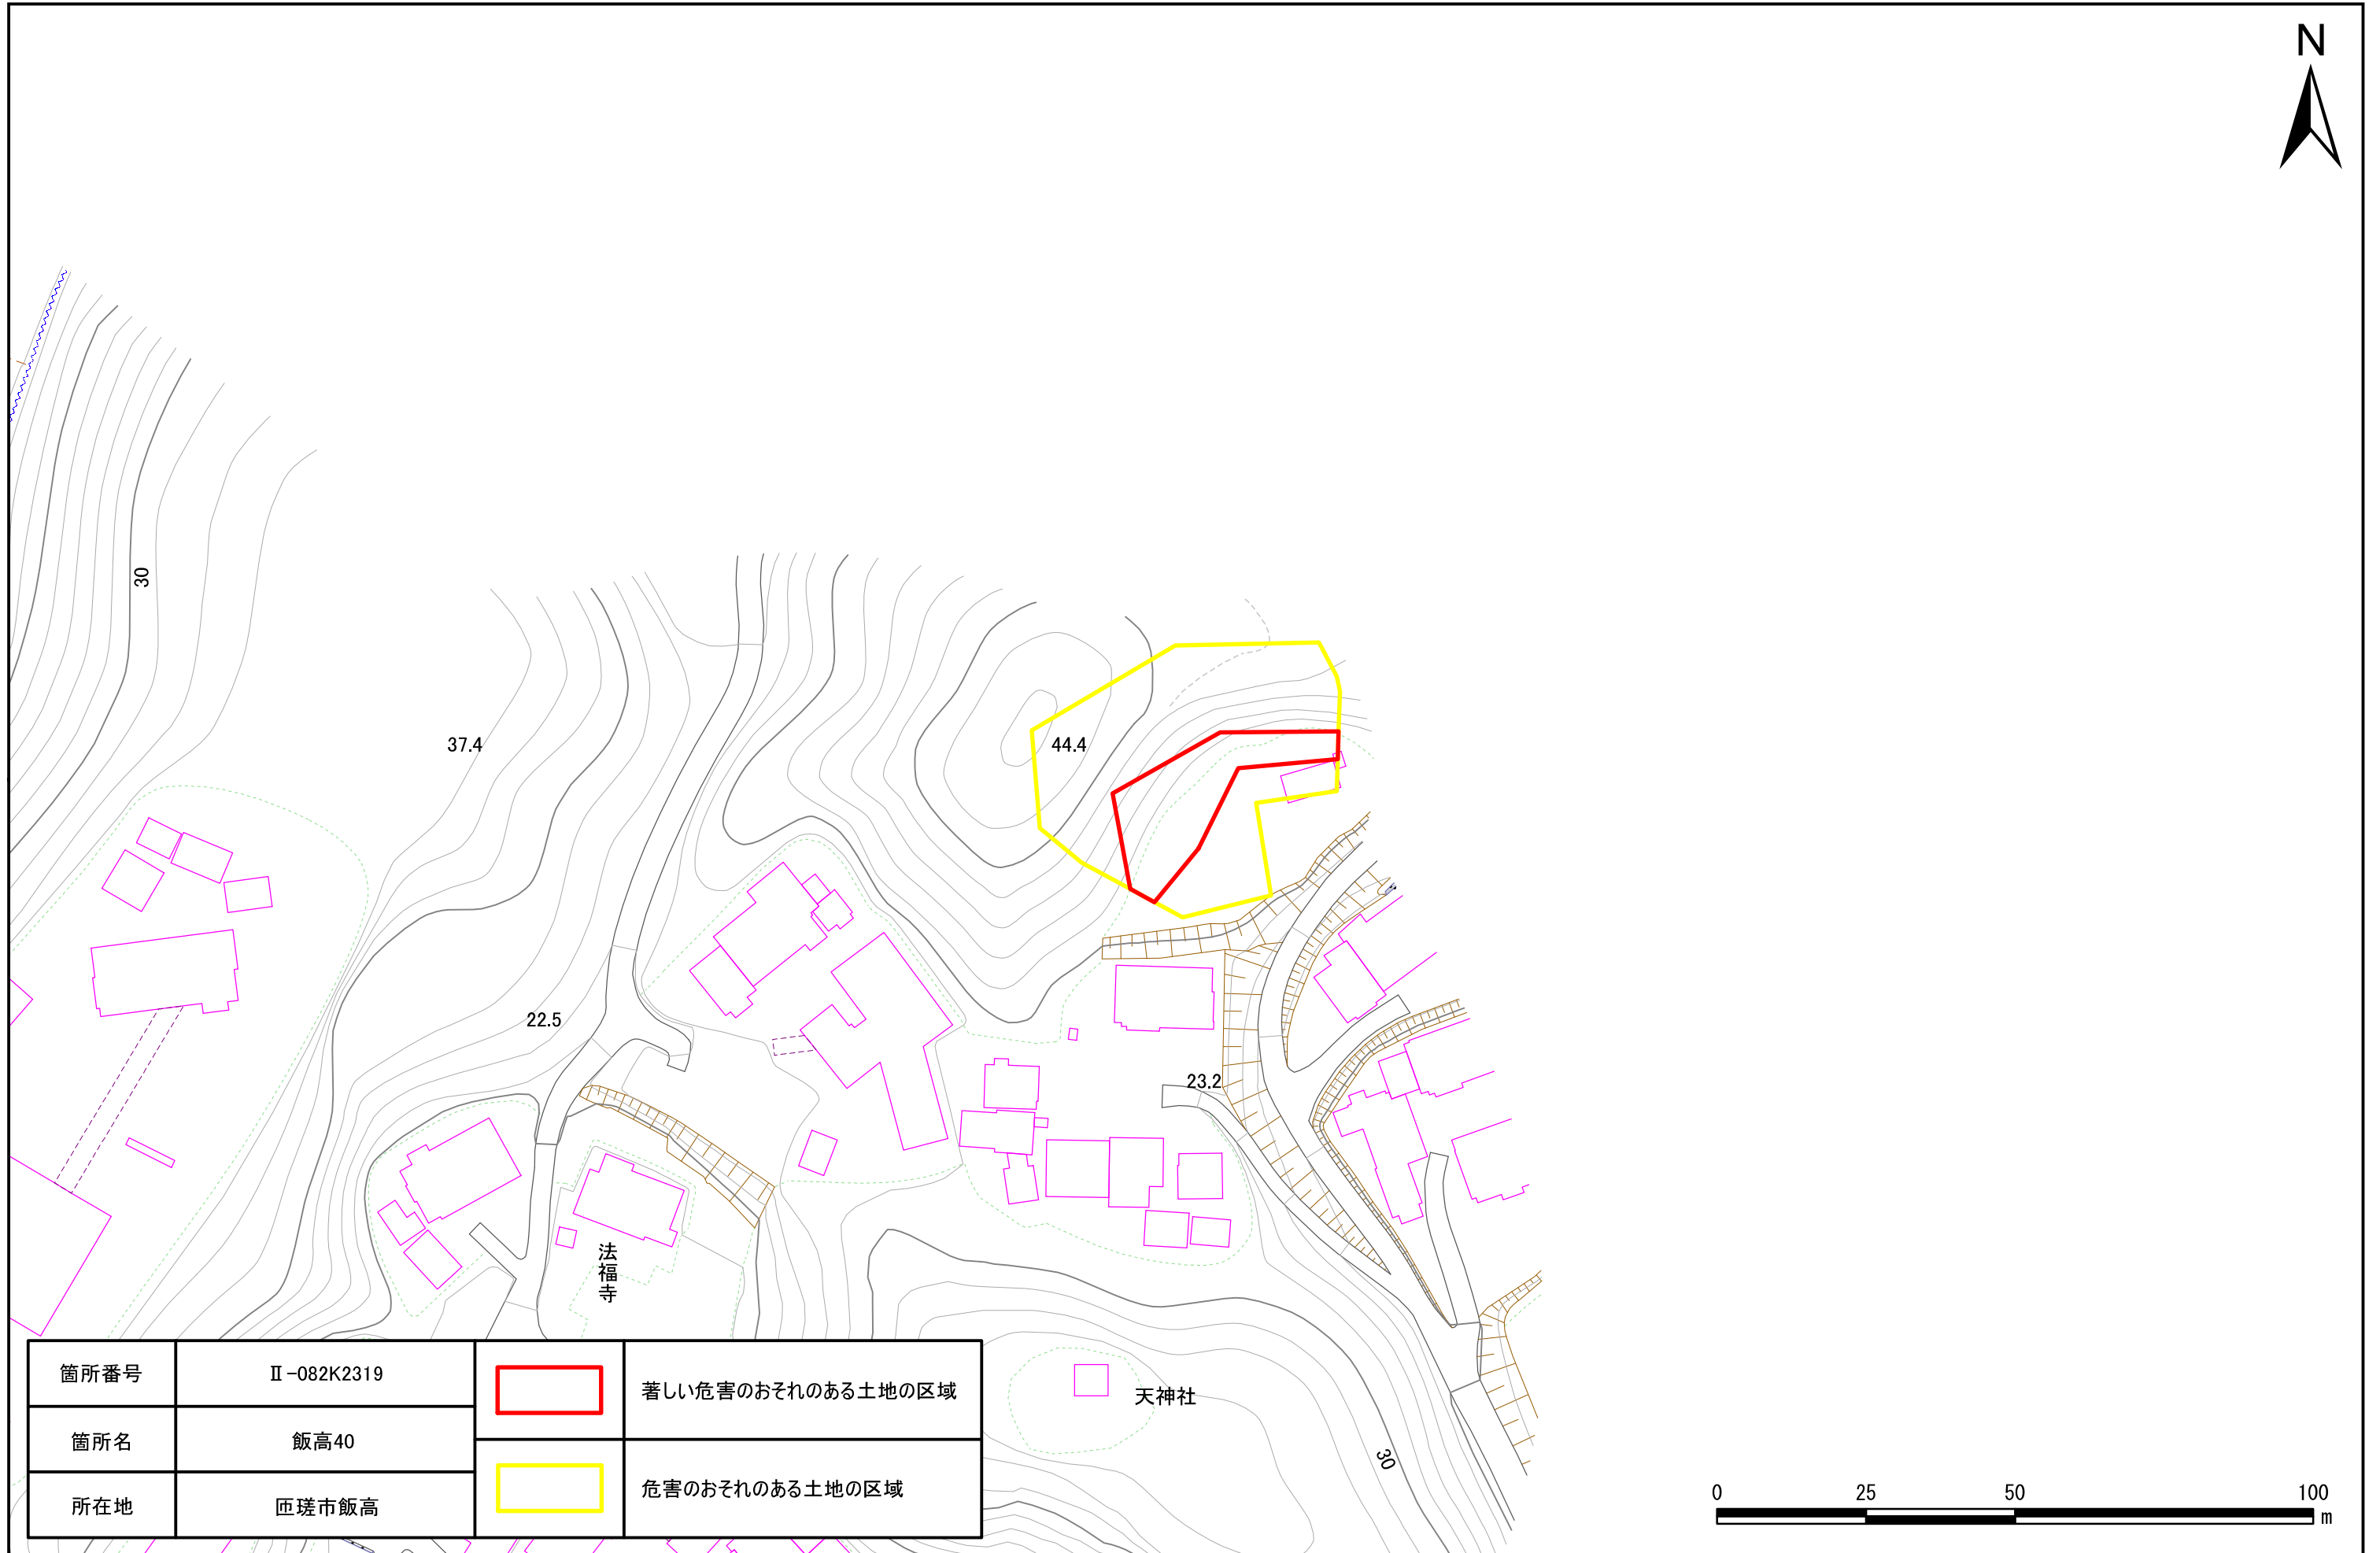 N
30
37.4
44.4
22.5
23.2
法福寺
天神社
30
箇所番号
Ⅱ-082K2319
箇所名
飯高40
所在地
匝瑳市飯高
著しい危害のおそれのある土地の区域
危害のおそれのある土地の区域
0 25 50 100
m